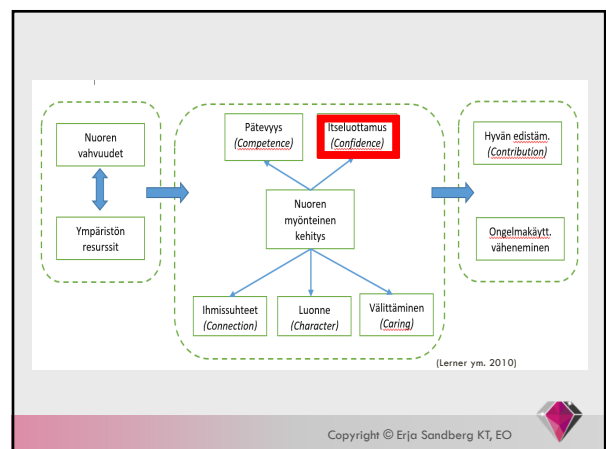 Nuoren
vahvuudet
Ympäristön
resurssit
Pätevyys
(Competence)
Itseluottamus
(Confidence)
Nuoren
myönteinen
kehitys
Ihmissuhteet
(Connection)
Luonne
(Character)
Välittäminen
(Caring)
Hyvän edistäm.
(Contribution)
Ongelmakäytt.
väheneminen
(Lerner ym. 2010)
Copyright © Erja Sandberg KT, EO